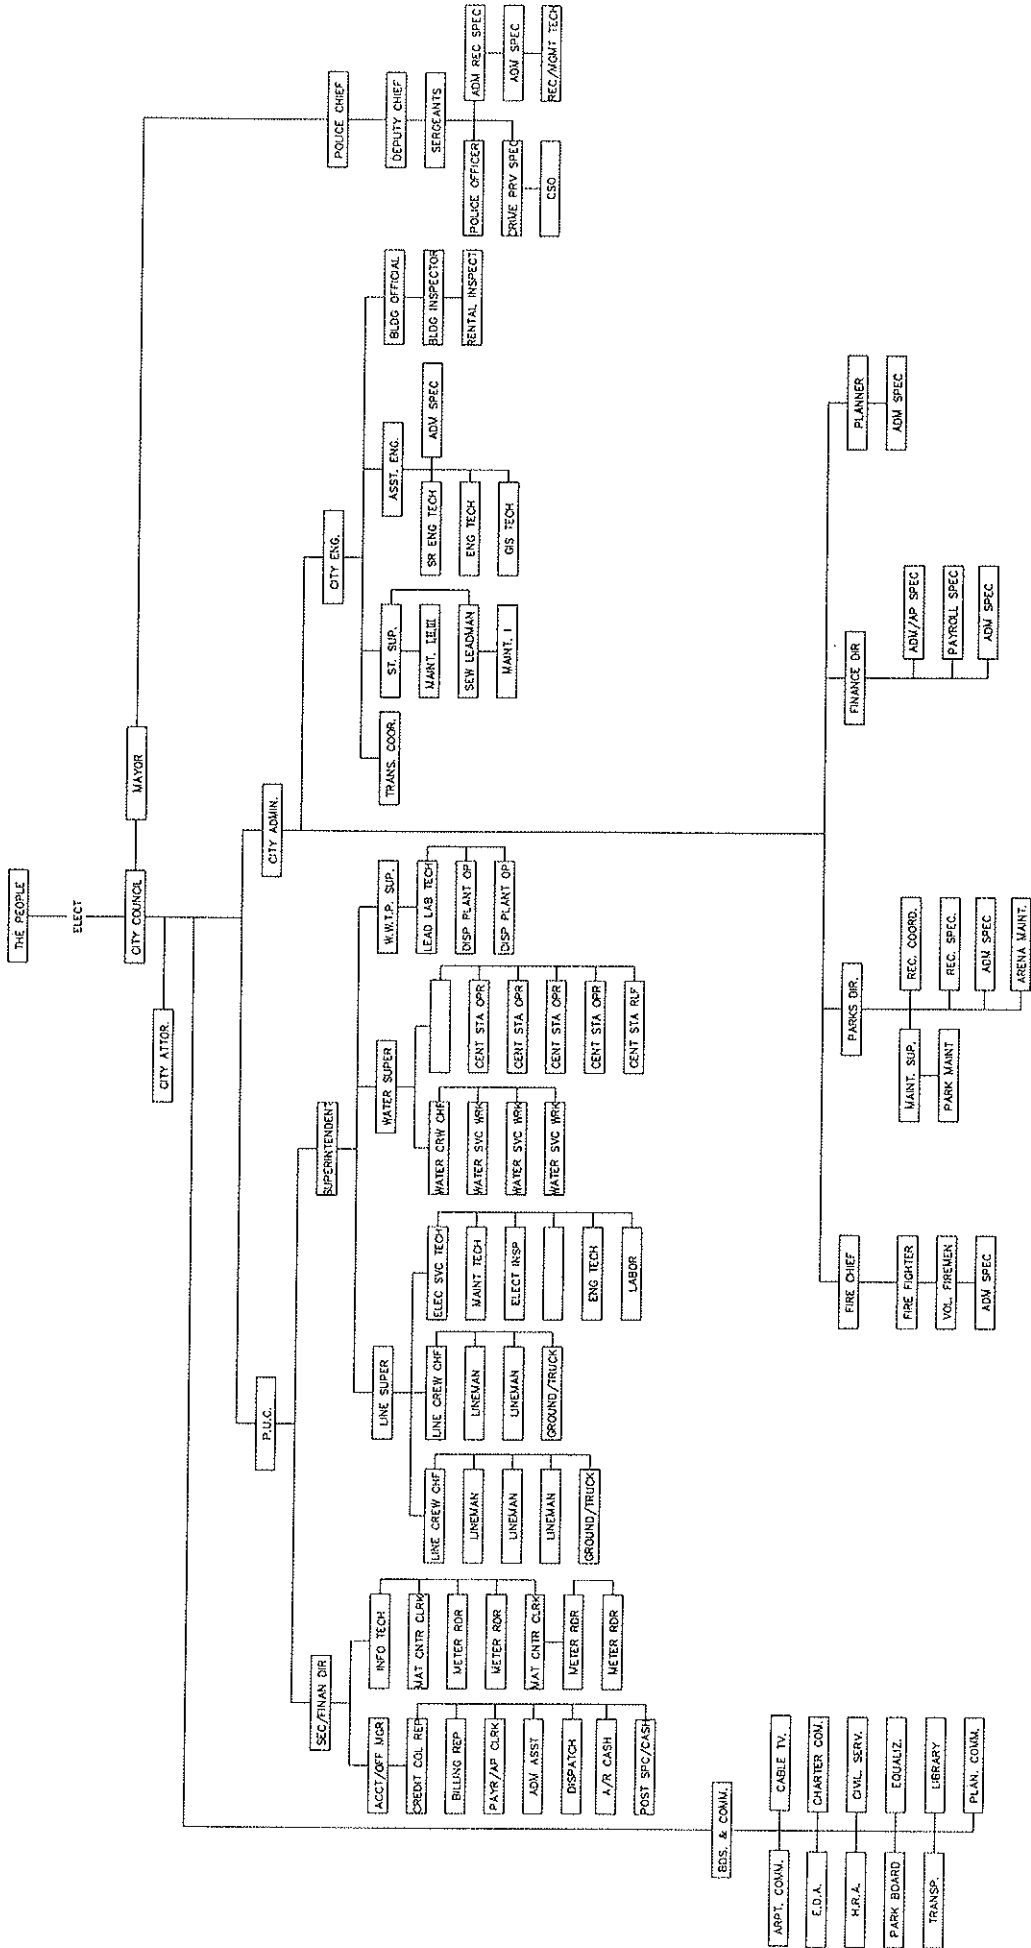 THE PEOPLE
ELECT
CITY COUNCIL
MAYOR
CITY ATTOR.
P.U.C.
CITY ADMIN.
SEC/FINAN DIR
SUPERINTENDENT
CITY ENG.
POLICE CHIEF
ACCT/OFF MGR
CREDIT COL REP
BILLING REP
PAYR/AP CLRK
ADM ASST
DISPATCH
A/R CASH
POST SPC/CASH
INFO TECH
MAT CNTR CLRK
METER RDR
METER RDR
MAT CNTR CLRK
METER RDR
METER RDR
LINE SUPER
LINE CREW CHF
LINEMAN
LINEMAN
LINEMAN
GROUND/TRUCK
LINE CREW CHF
LINEMAN
LINEMAN
GROUND/TRUCK
ELEC SVC TECH
MAINT TECH
ELECT INSP
ENG TECH
LABOR
WATER SUPER
WATER CRW CHF
WATER SVC WRK
WATER SVC WRK
WATER SVC WRK
CENT STA OPR
CENT STA OPR
CENT STA OPR
CENT STA OPR
CENT STA RLF
W.W.T.P. SUP.
LEAD LAB TECH
DISP PLANT OP
DISP PLANT OP
TRANS. COOR.
ST. SUP.
MAINT. I,II,III
SEW LEADMAN
MAINT. I
ASST. ENG.
SR ENG TECH
ADM SPEC
ENG TECH
GIS TECH
BLDG OFFICIAL
BLDG INSPECTOR
RENTAL INSPECT
DEPUTY CHIEF
SERGEANTS
POLICE OFFICER
ADM REC SPEC
CRIME PRV SPEC
ADM SPEC
CSO
REC/MGMT TECH
BDS. & COMM.
ARPT. COMM.
CABLE TV.
E.D.A.
CHARTER COM.
H.R.A.
CIVIL. SERV.
PARK BOARD
EQUALIZ.
TRANSP.
LIBRARY
PLAN. COMM.
FIRE CHIEF
FIRE FIGHTER
VOL. FIREMEN
ADM SPEC
PARKS DIR.
MAINT. SUP.
REC. COORD.
PARK MAINT
REC. SPEC.
ADM SPEC
ARENA MAINT.
FINANCE DIR
ADM/AP SPEC
PAYROLL SPEC
ADM SPEC
PLANNER
ADM SPEC